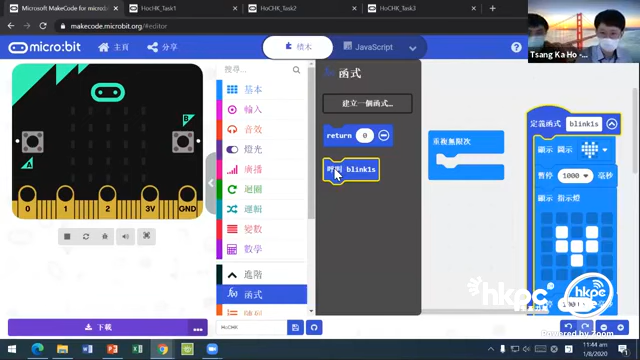 Microsoft MakeCode for micro:b
HoCHK_Task1
HoCHK_Task2
HoCHK_Task3
makecode.microbit.org/#editor
micro:bit
主頁
分享
積木
JavaScript
Tsang Ka Ho -
搜尋...
基本
輸入
音效
燈光
廣播
迴圈
邏輯
變數
數學
進階
函式
陣列
函式
建立一個函式...
return 0
呼叫 blink1s
重複無限次
定義函式 blink1s
顯示 圖示
暫停 1000 毫秒
顯示 指示燈
A
B
0 1 2 3V GND
下載
HoCHK
hkpc
hkpc
Powered by Zoom
11:44 am
1/8/2020